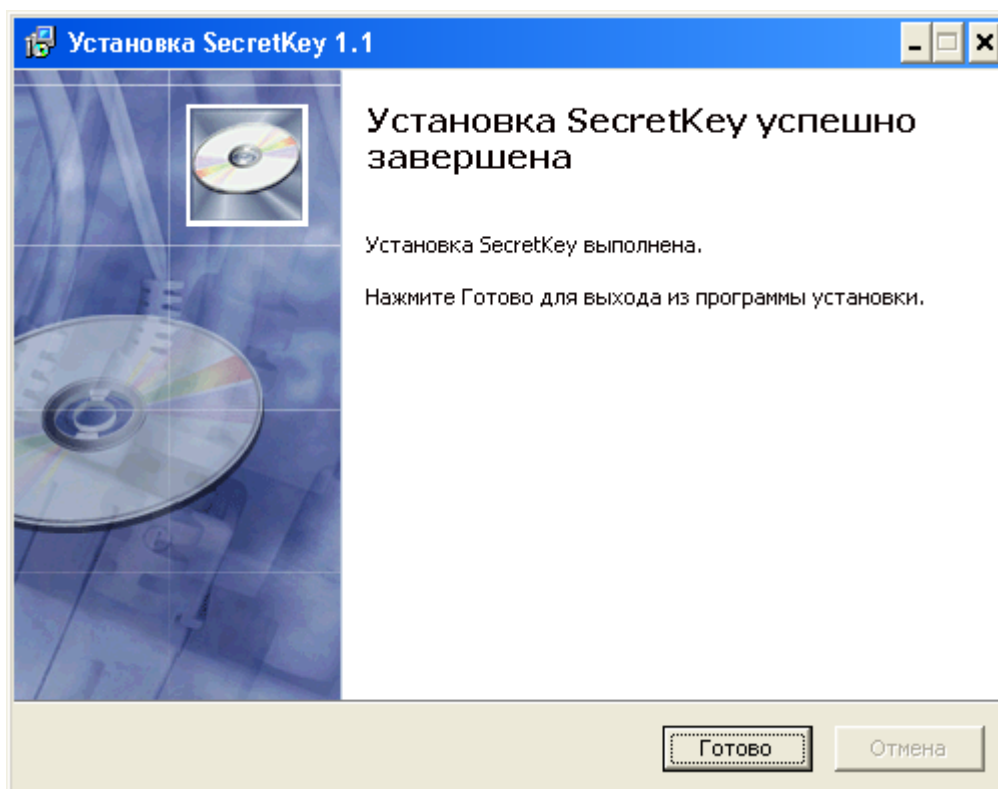 Установка SecretKey 1.1
Установка SecretKey успешно
завершена
Установка SecretKey выполнена.
Нажмите Готово для выхода из программы установки.
Готово
Отмена